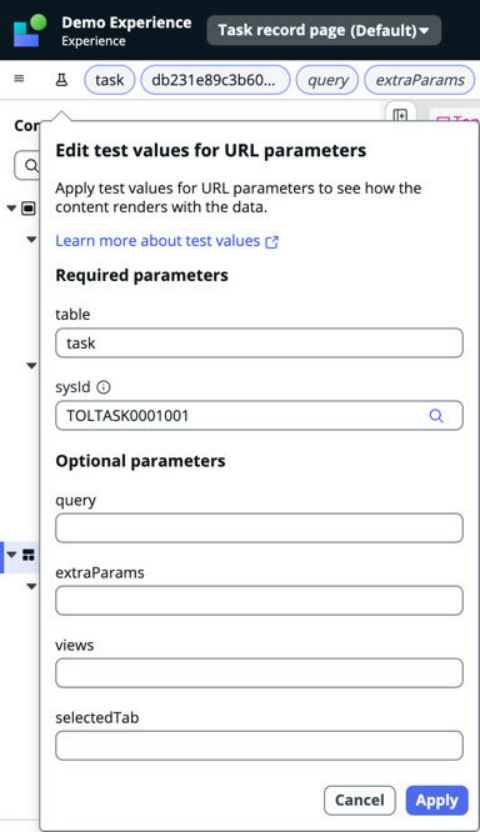 Demo Experience
Experience
Task record page (Default)
task
db231e89c3b60...
query
extraParams
Edit test values for URL parameters
Apply test values for URL parameters to see how the
content renders with the data.
Learn more about test values
Required parameters
table
task
sysId
TOLTASK0001001
Optional parameters
query
extraParams
views
selectedTab
Cancel
Apply